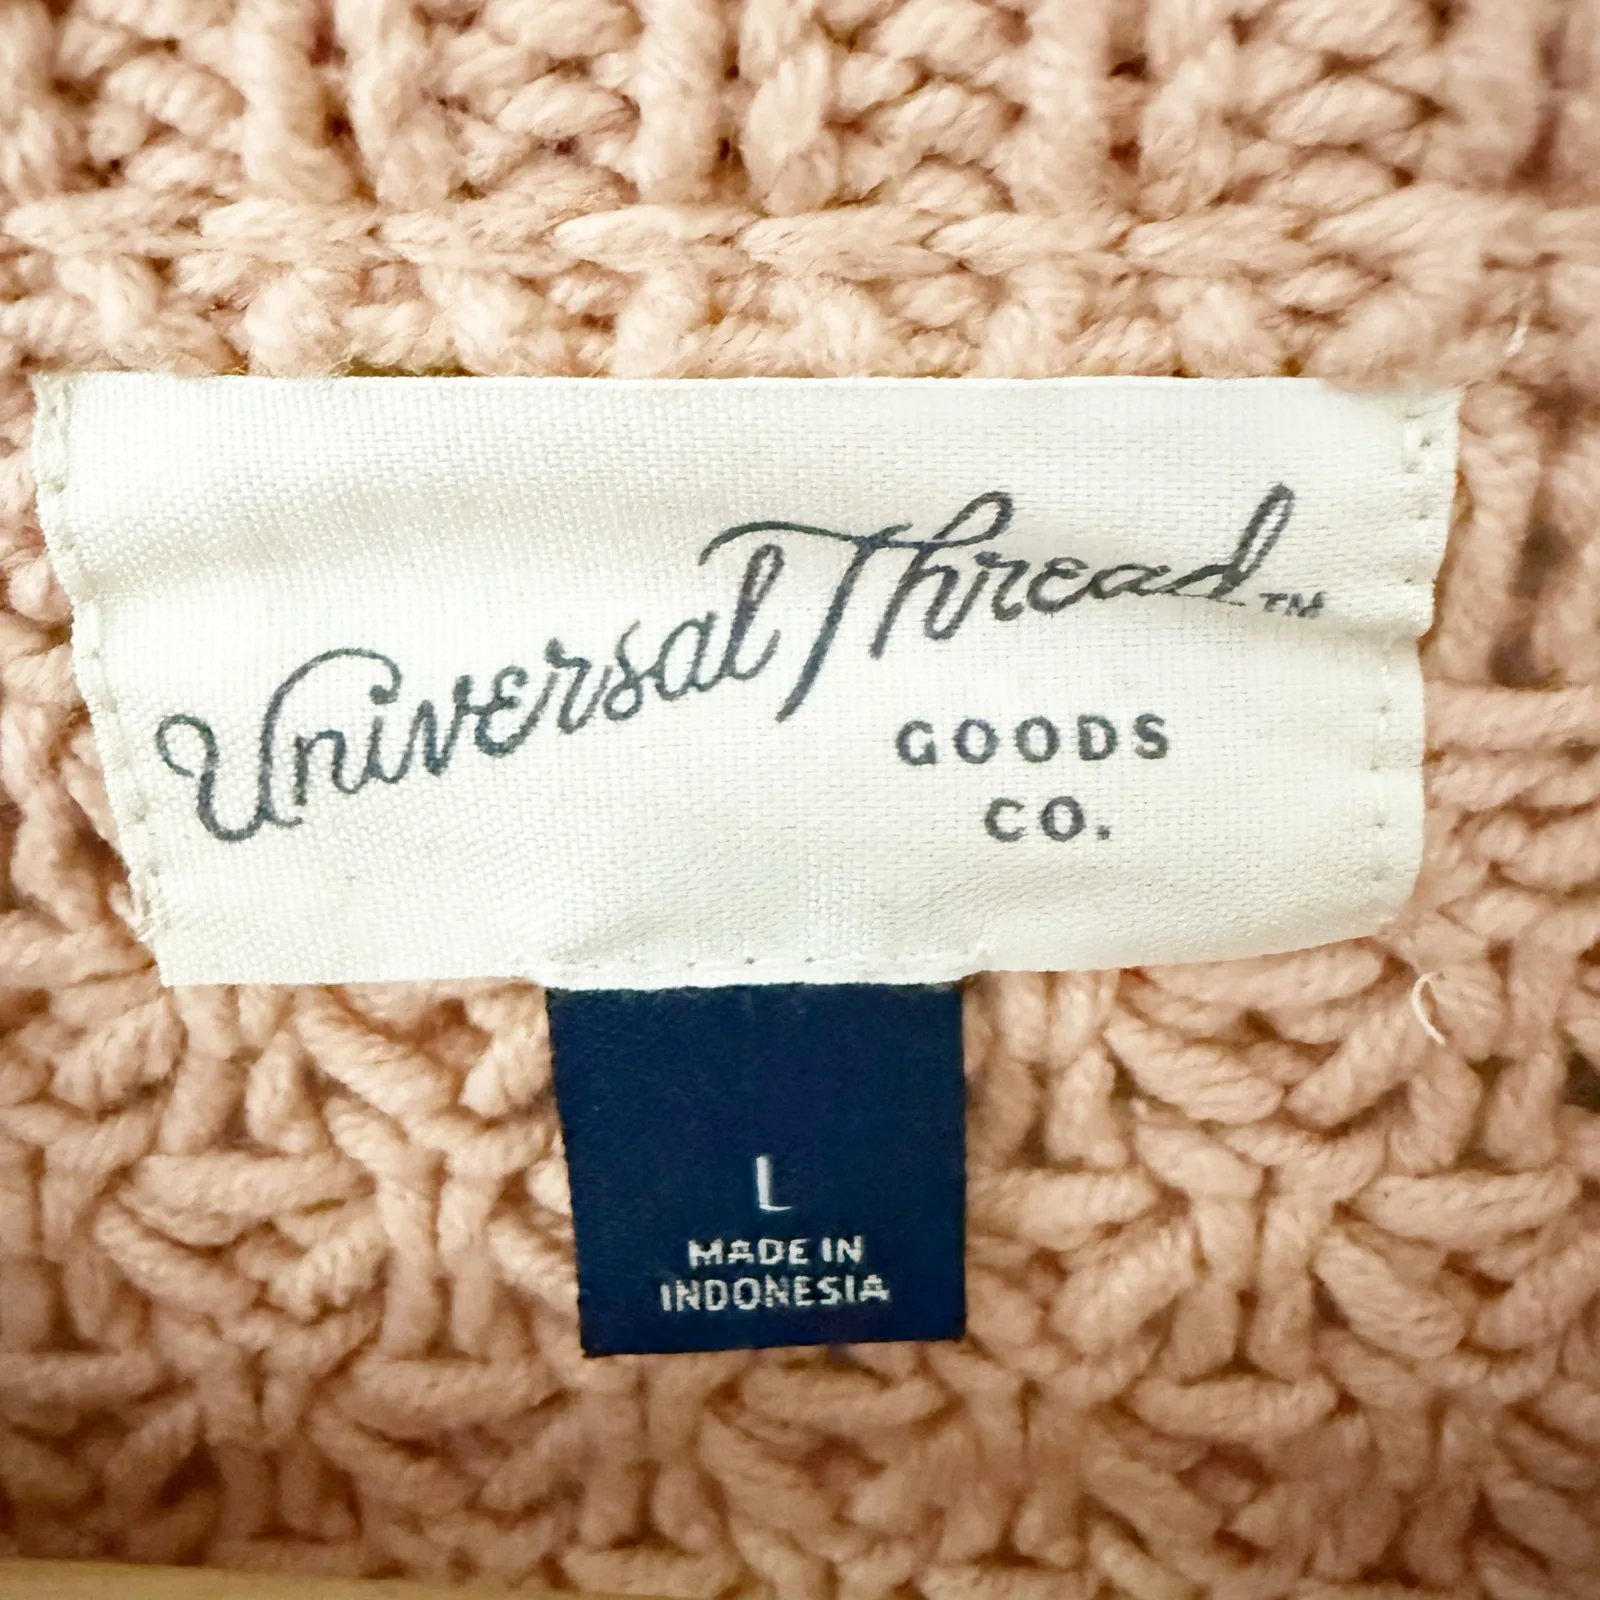 Universal Thread™
GOODS
CO.
L
MADE IN
INDONESIA